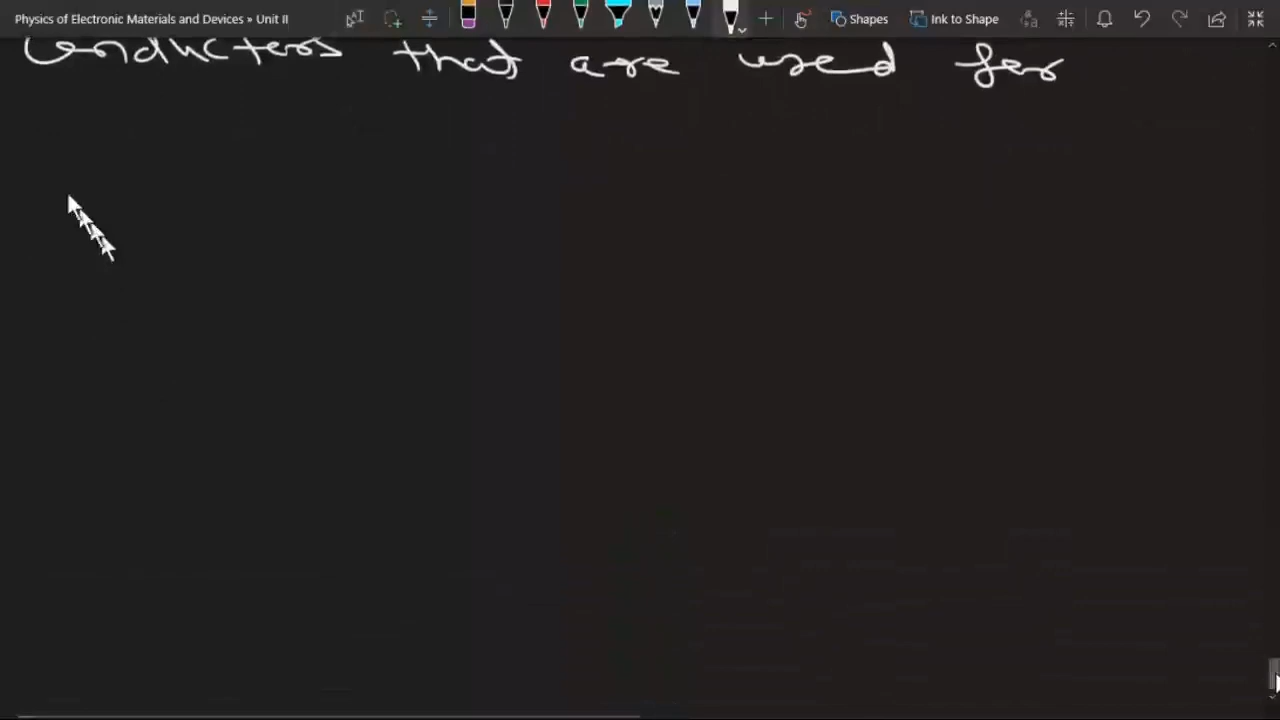 Physics of Electronic Materials and Devices » Unit II
Shapes
Ink to Shape
Conductors that are used for